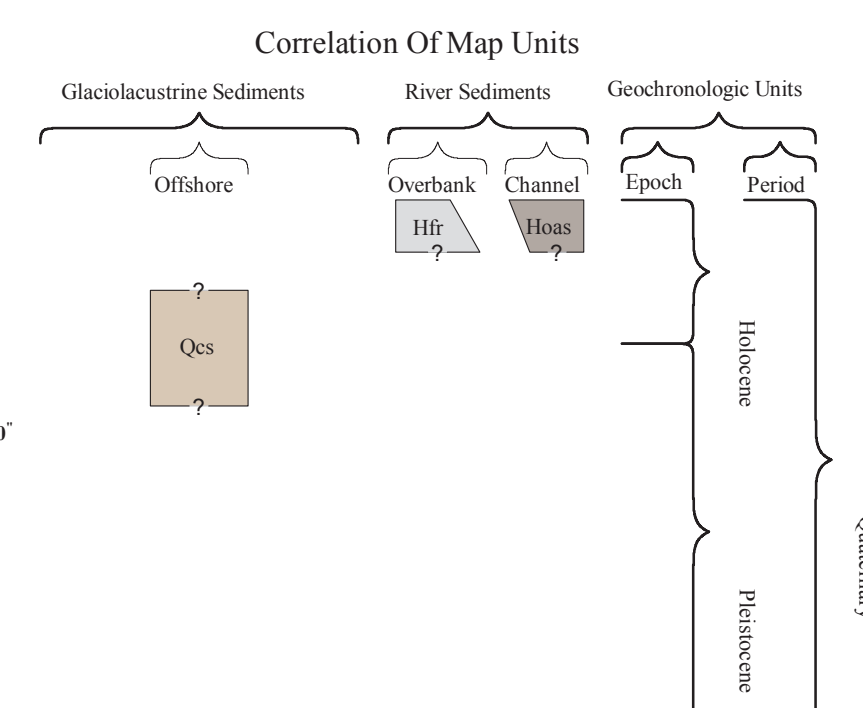 Correlation Of Map Units
Glaciolacustrine Sediments
River Sediments
Geochronologic Units
Offshore
Overbank
Channel
Epoch
Period
Hfr
Hoas
?
?
?
Qcs
?
Holocene
0"
Pleistocene